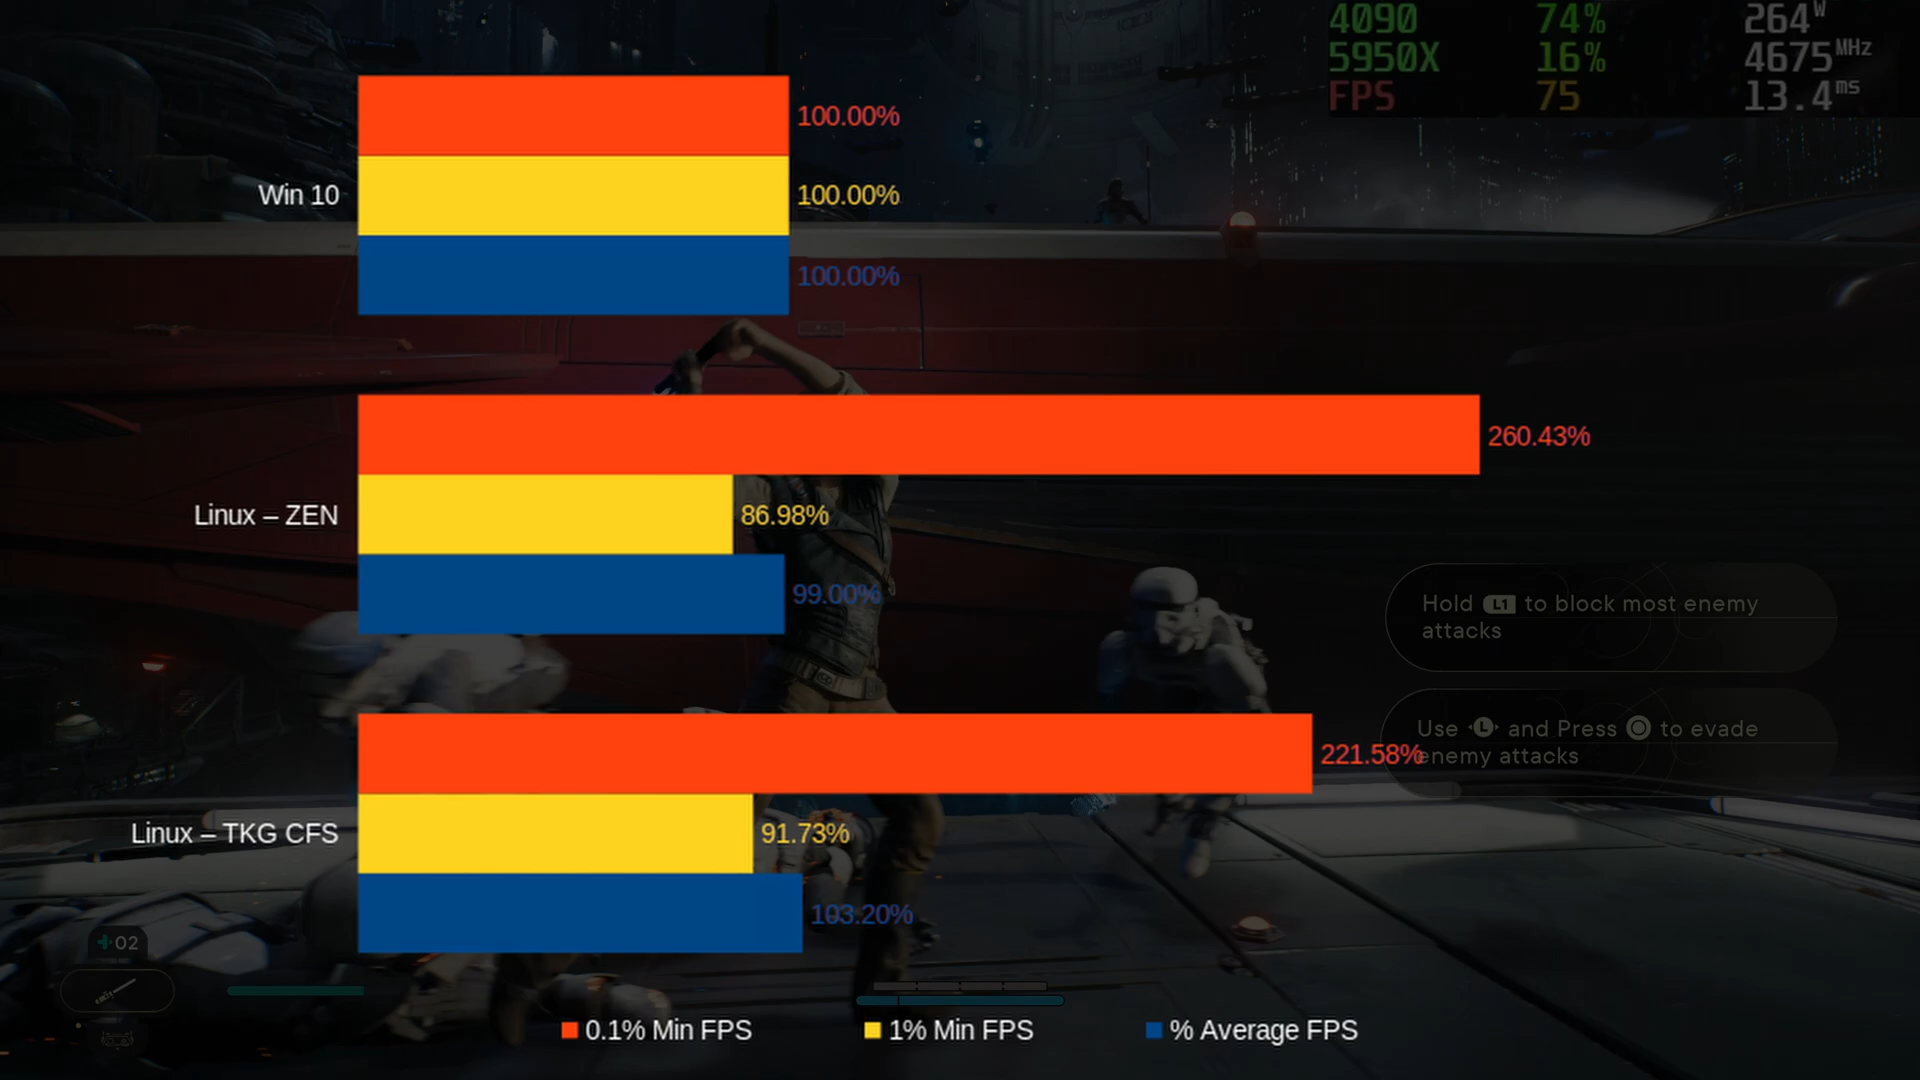 4090 74% 264W
5950X 16% 4675MHz
FPS 75 13.4ms
100.00%
Win 10 100.00%
100.00%
260.43%
Linux – ZEN 86.98%
99.00%
Hold L1 to block most enemy
attacks
221.58%
Use L and Press to evade
enemy attacks
Linux – TKG CFS 91.73%
103.20%
02
0.1% Min FPS 1% Min FPS % Average FPS